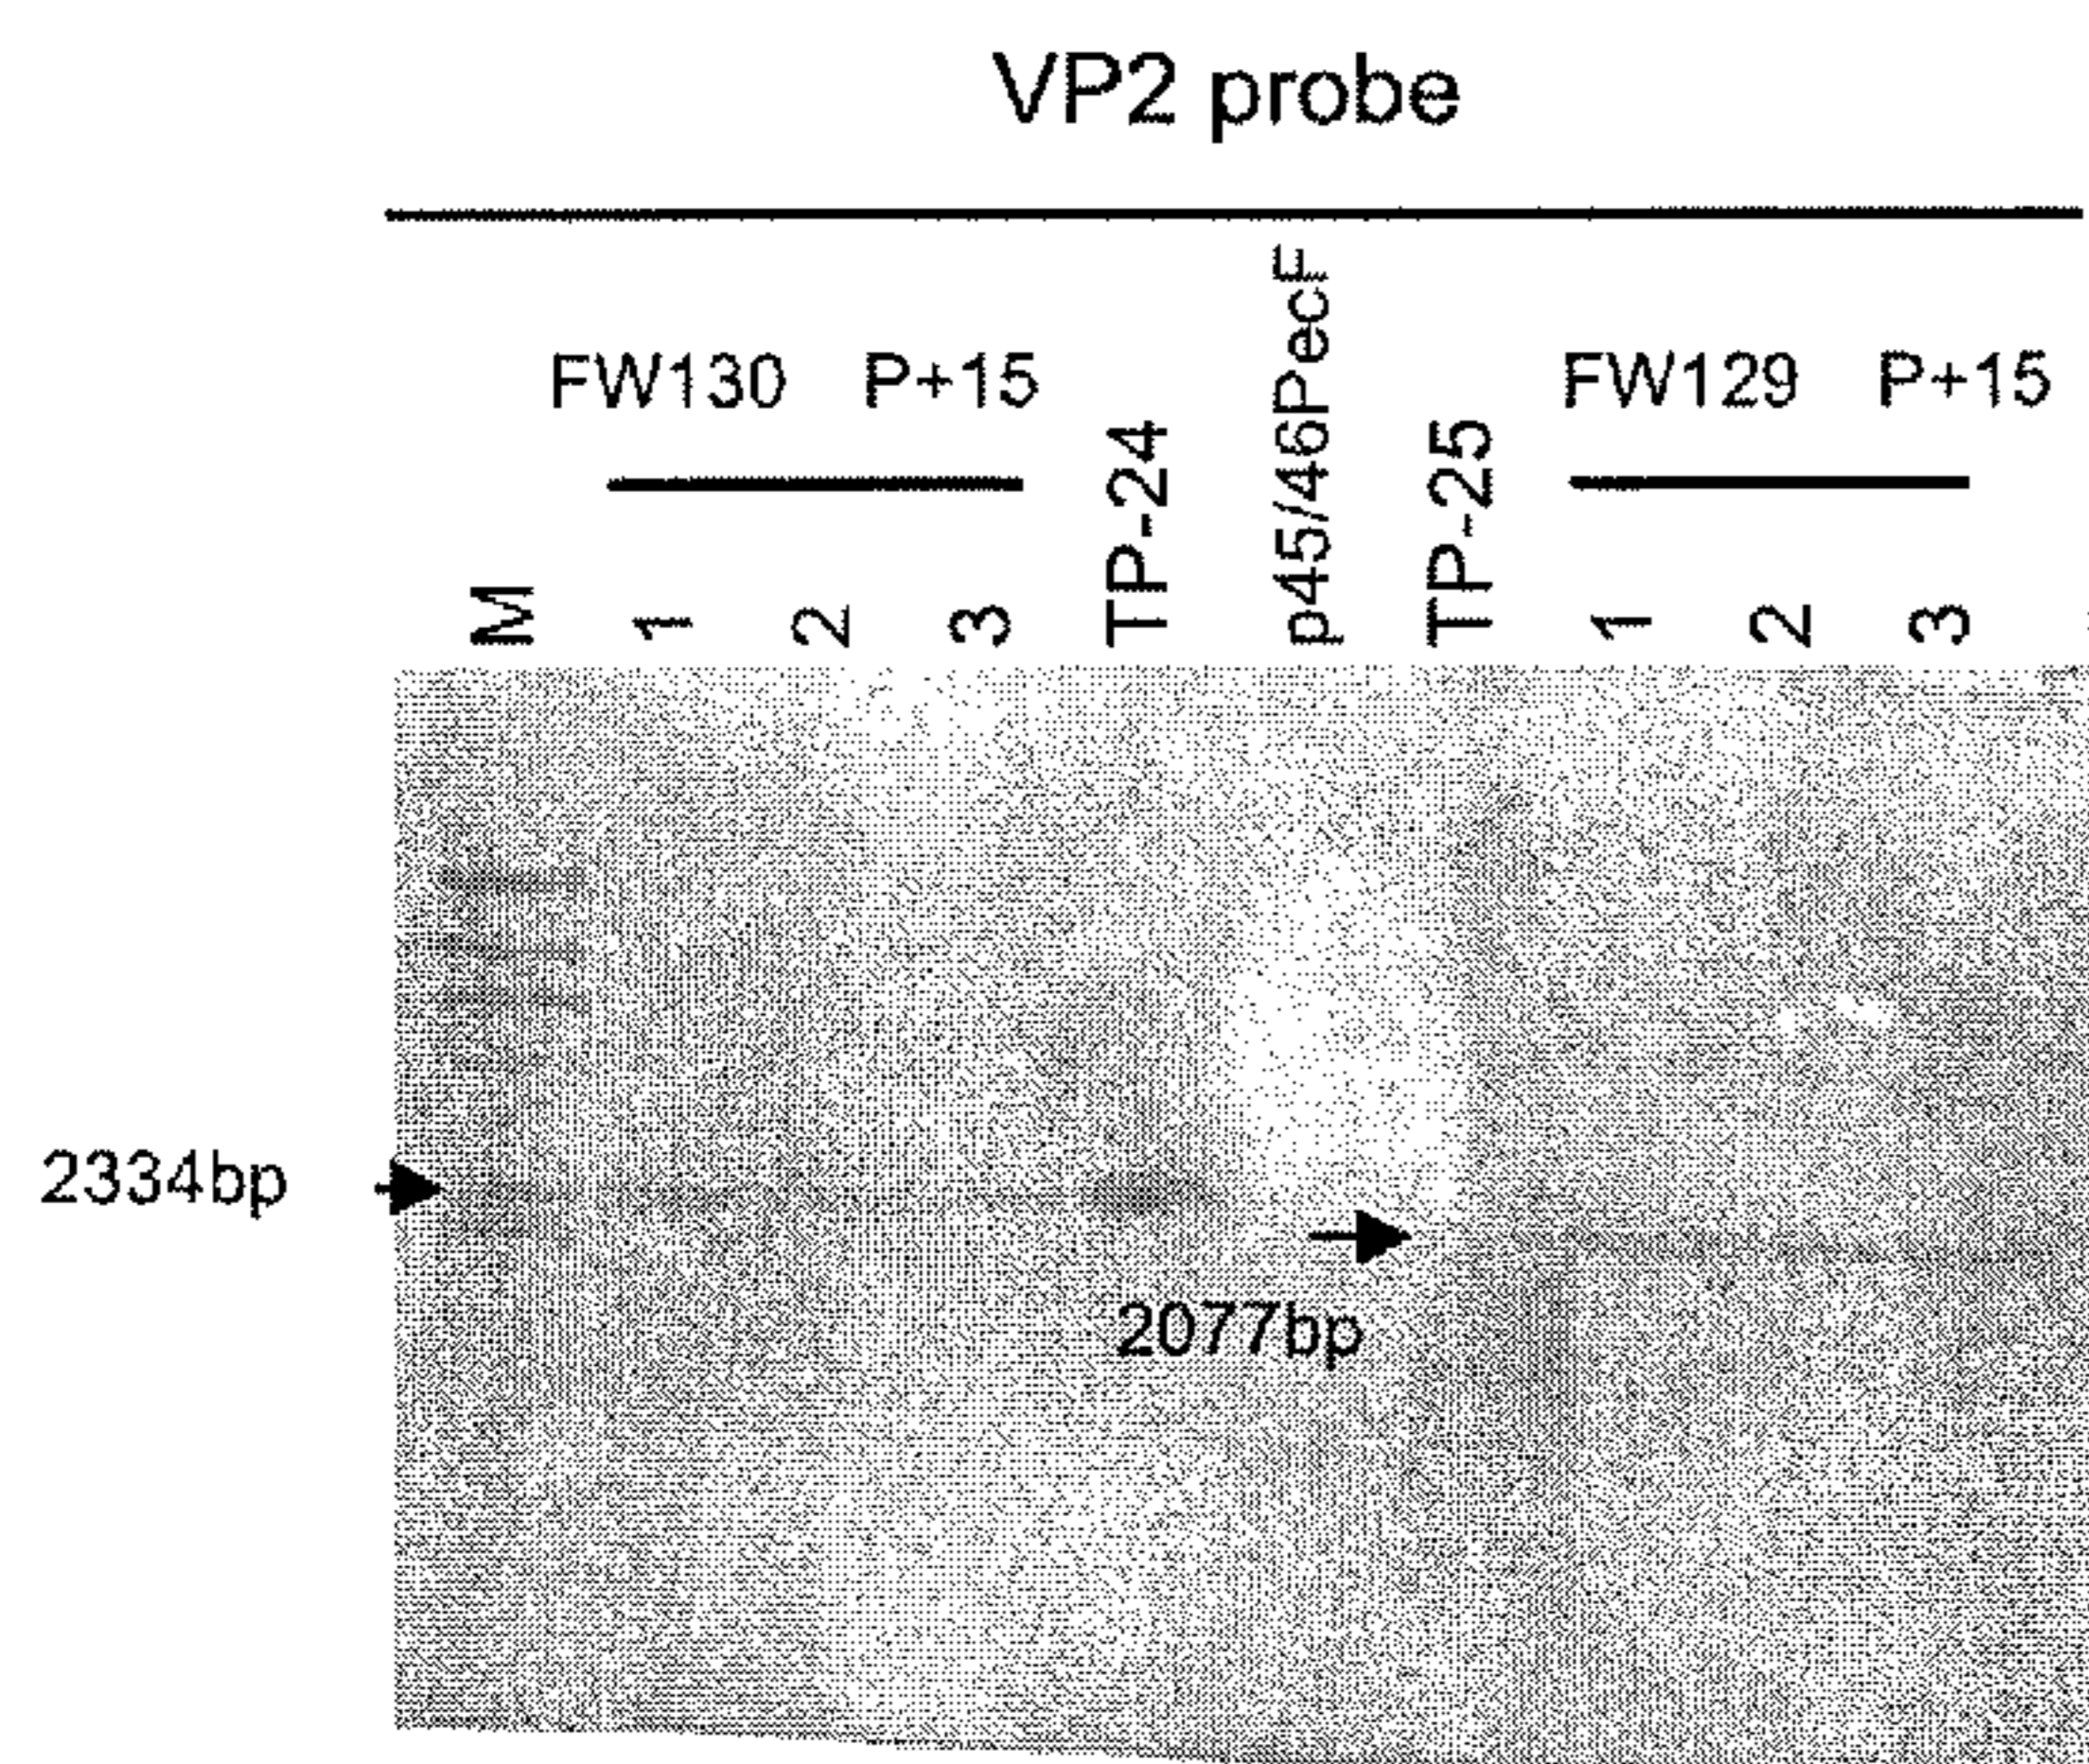 VP2 probe
FW130 P+15
FW129 P+15
M
1
2
3
TP-24
p45/46PecF
TP-25
1
2
3
2334bp
2077bp